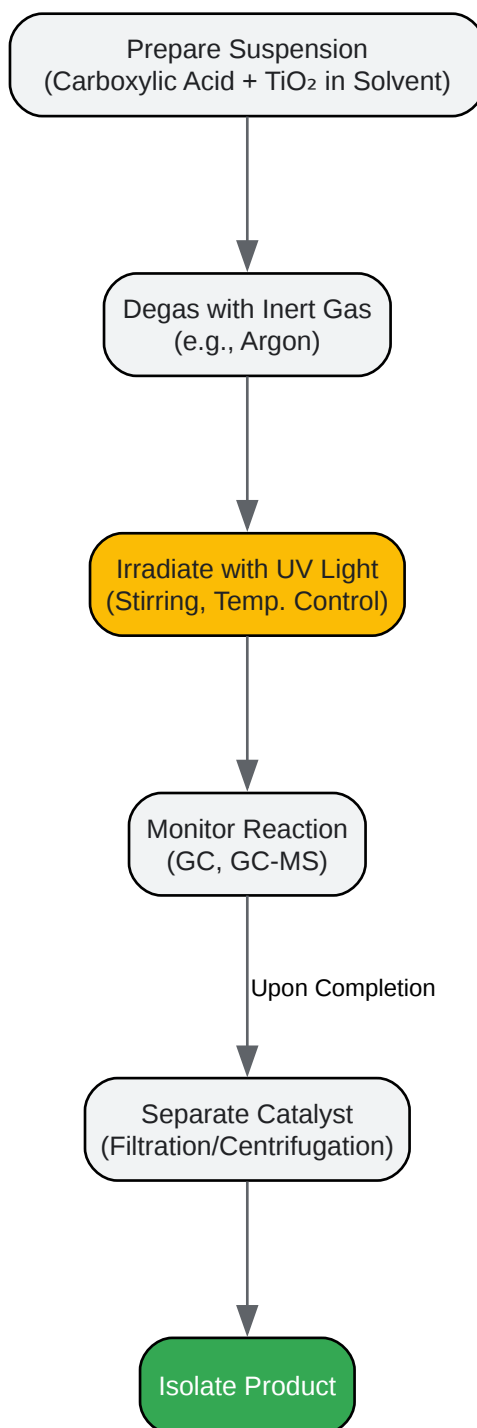 Prepare Suspension
(Carboxylic Acid + TiO₂ in Solvent)
Degas with Inert Gas
(e.g., Argon)
Irradiate with UV Light
(Stirring, Temp. Control)
Monitor Reaction
(GC, GC-MS)
Upon Completion
Separate Catalyst
(Filtration/Centrifugation)
Isolate Product